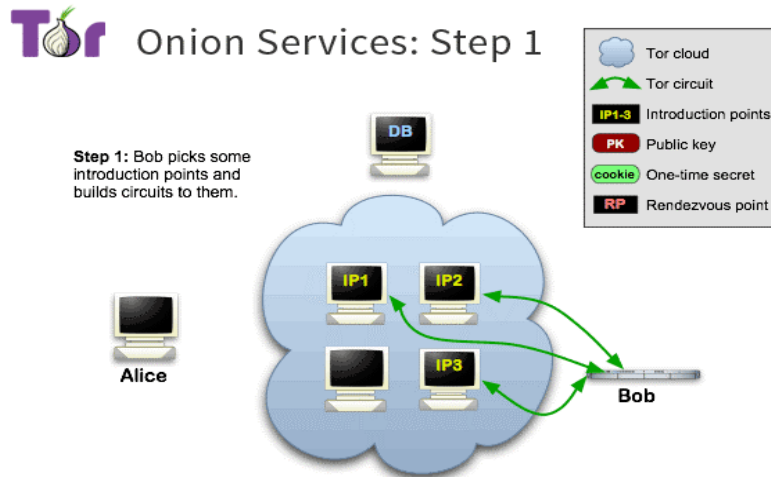 Tor Onion Services: Step 1
Tor cloud
Tor circuit
IP1-3 Introduction points
PK Public key
cookie One-time secret
RP Rendezvous point
DB
Step 1: Bob picks some
introduction points and
builds circuits to them.
IP1 IP2
IP3
Alice
Bob